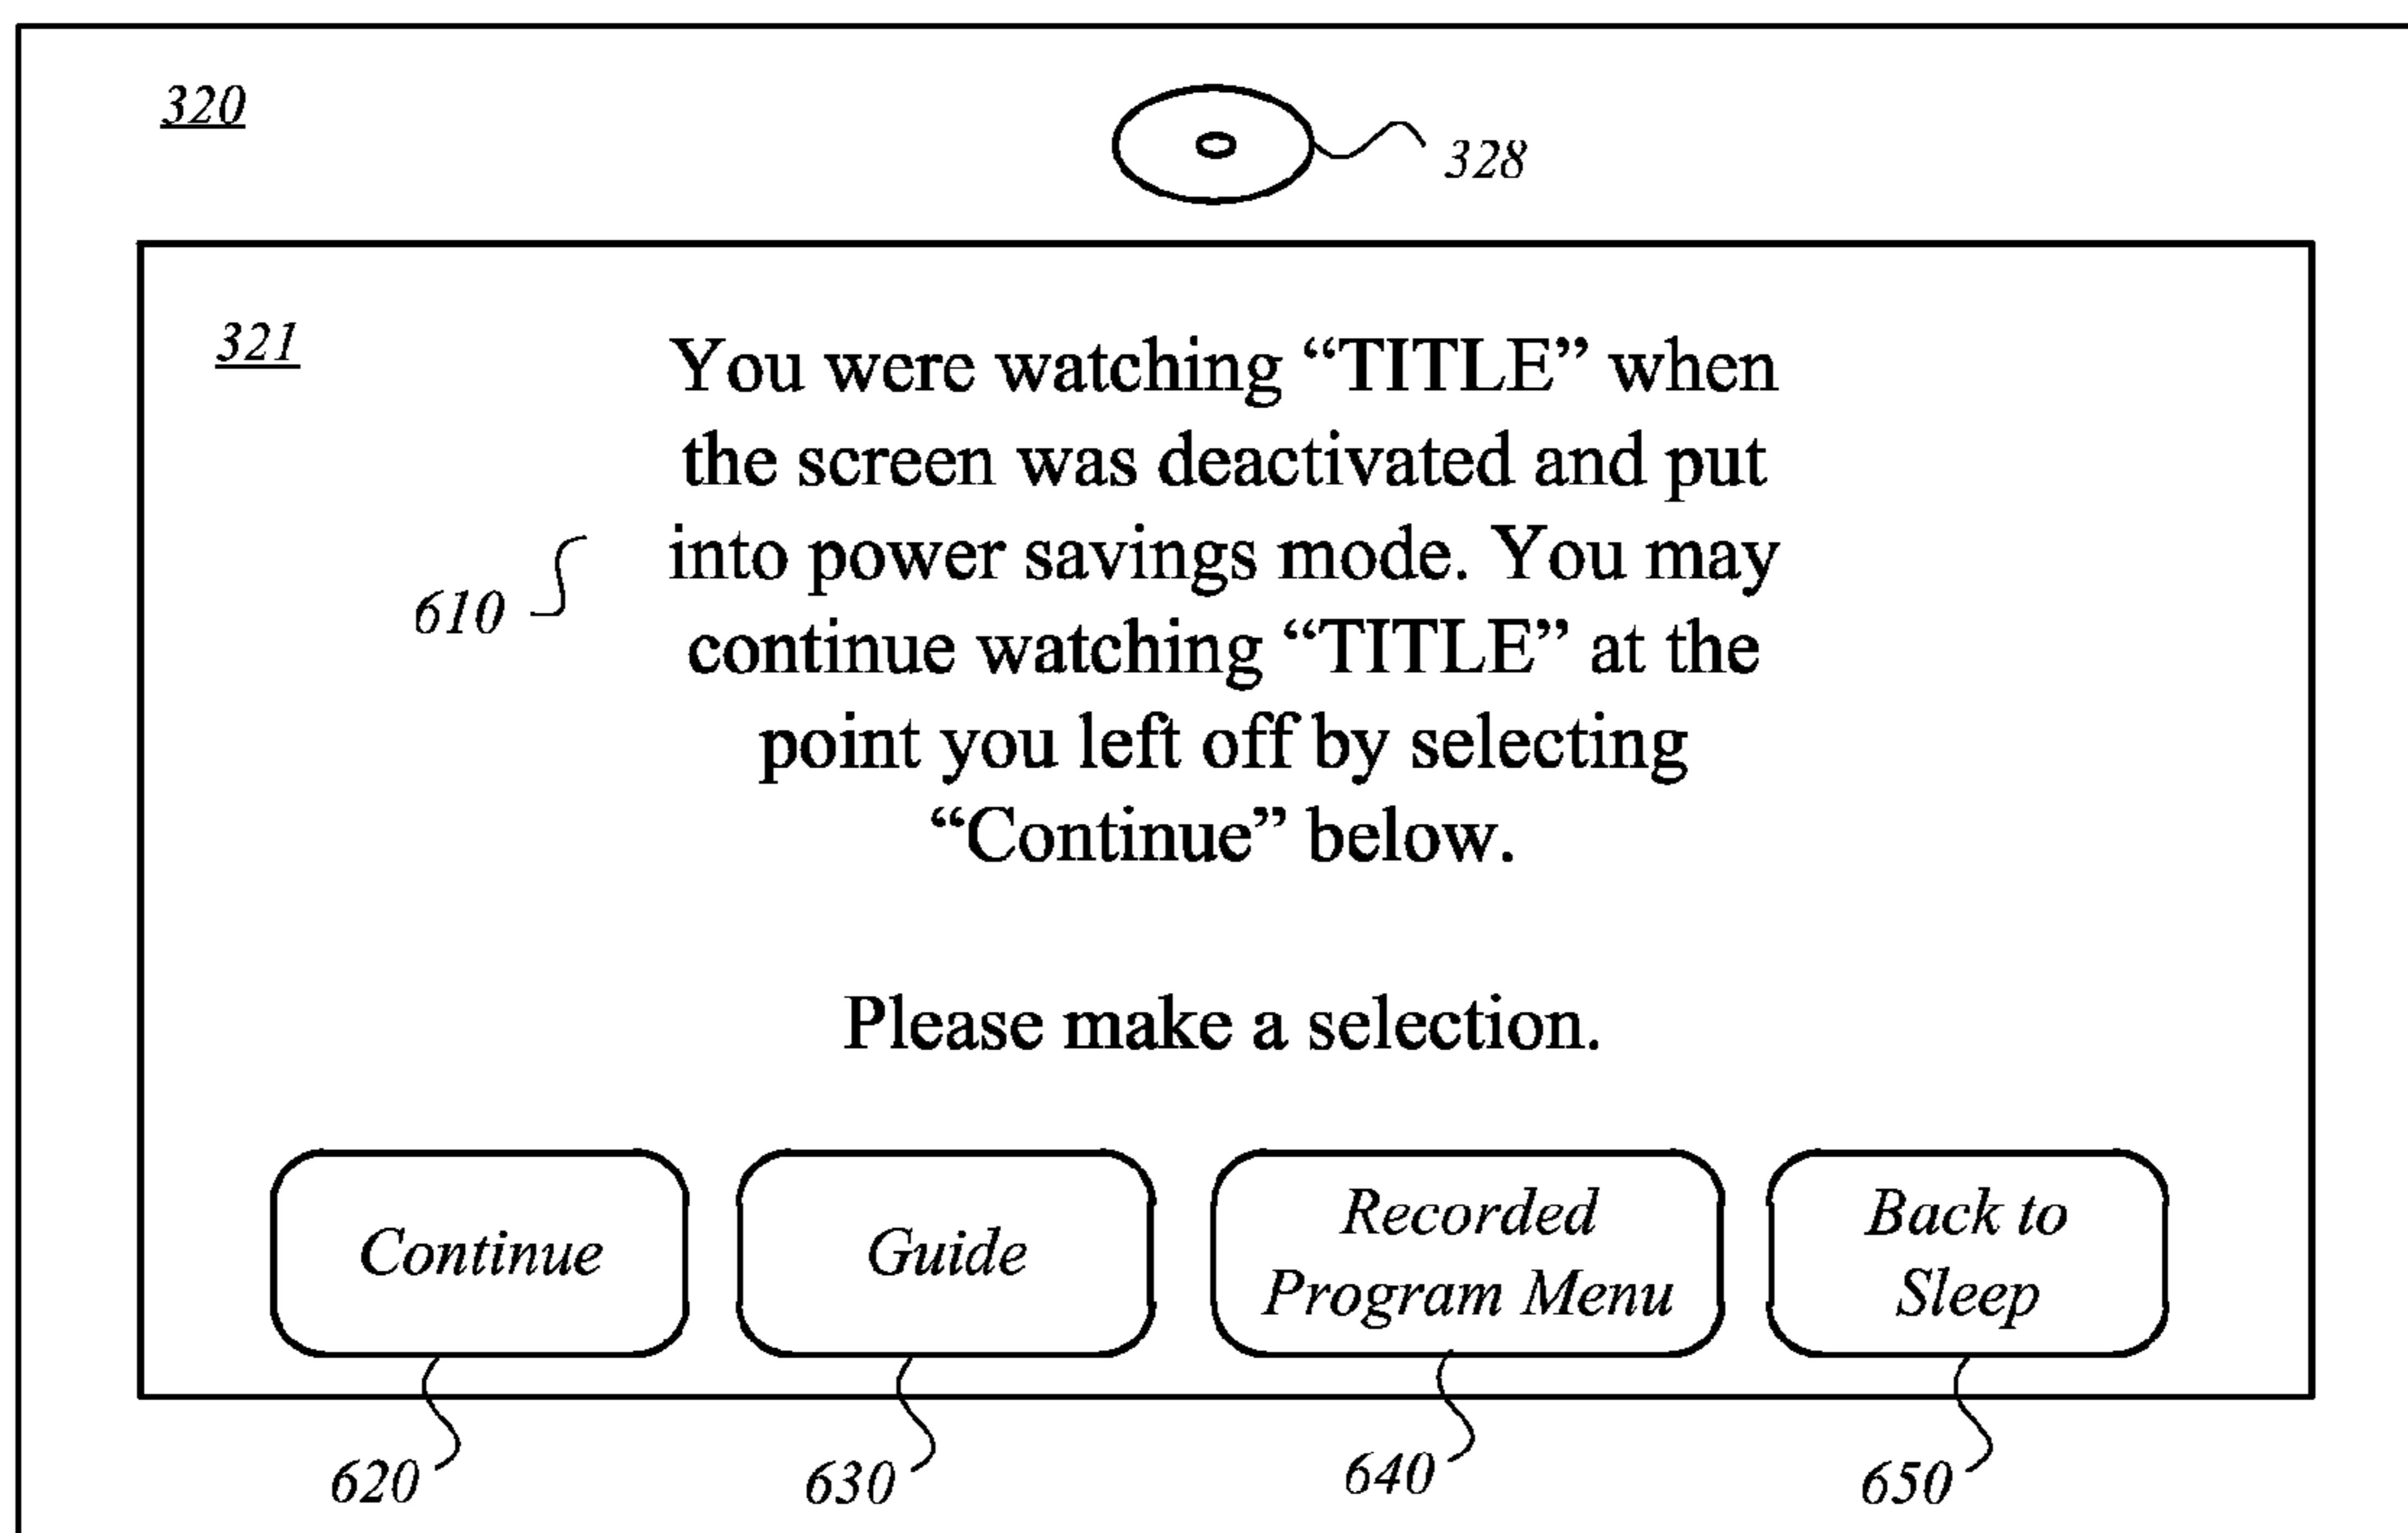 320
328
321
You were watching “TITLE” when
the screen was deactivated and put
into power savings mode. You may
610
continue watching “TITLE” at the
point you left off by selecting
“Continue” below.
Please make a selection.
Continue
Guide
Recorded
Program Menu
Back to
Sleep
620
630
640
650